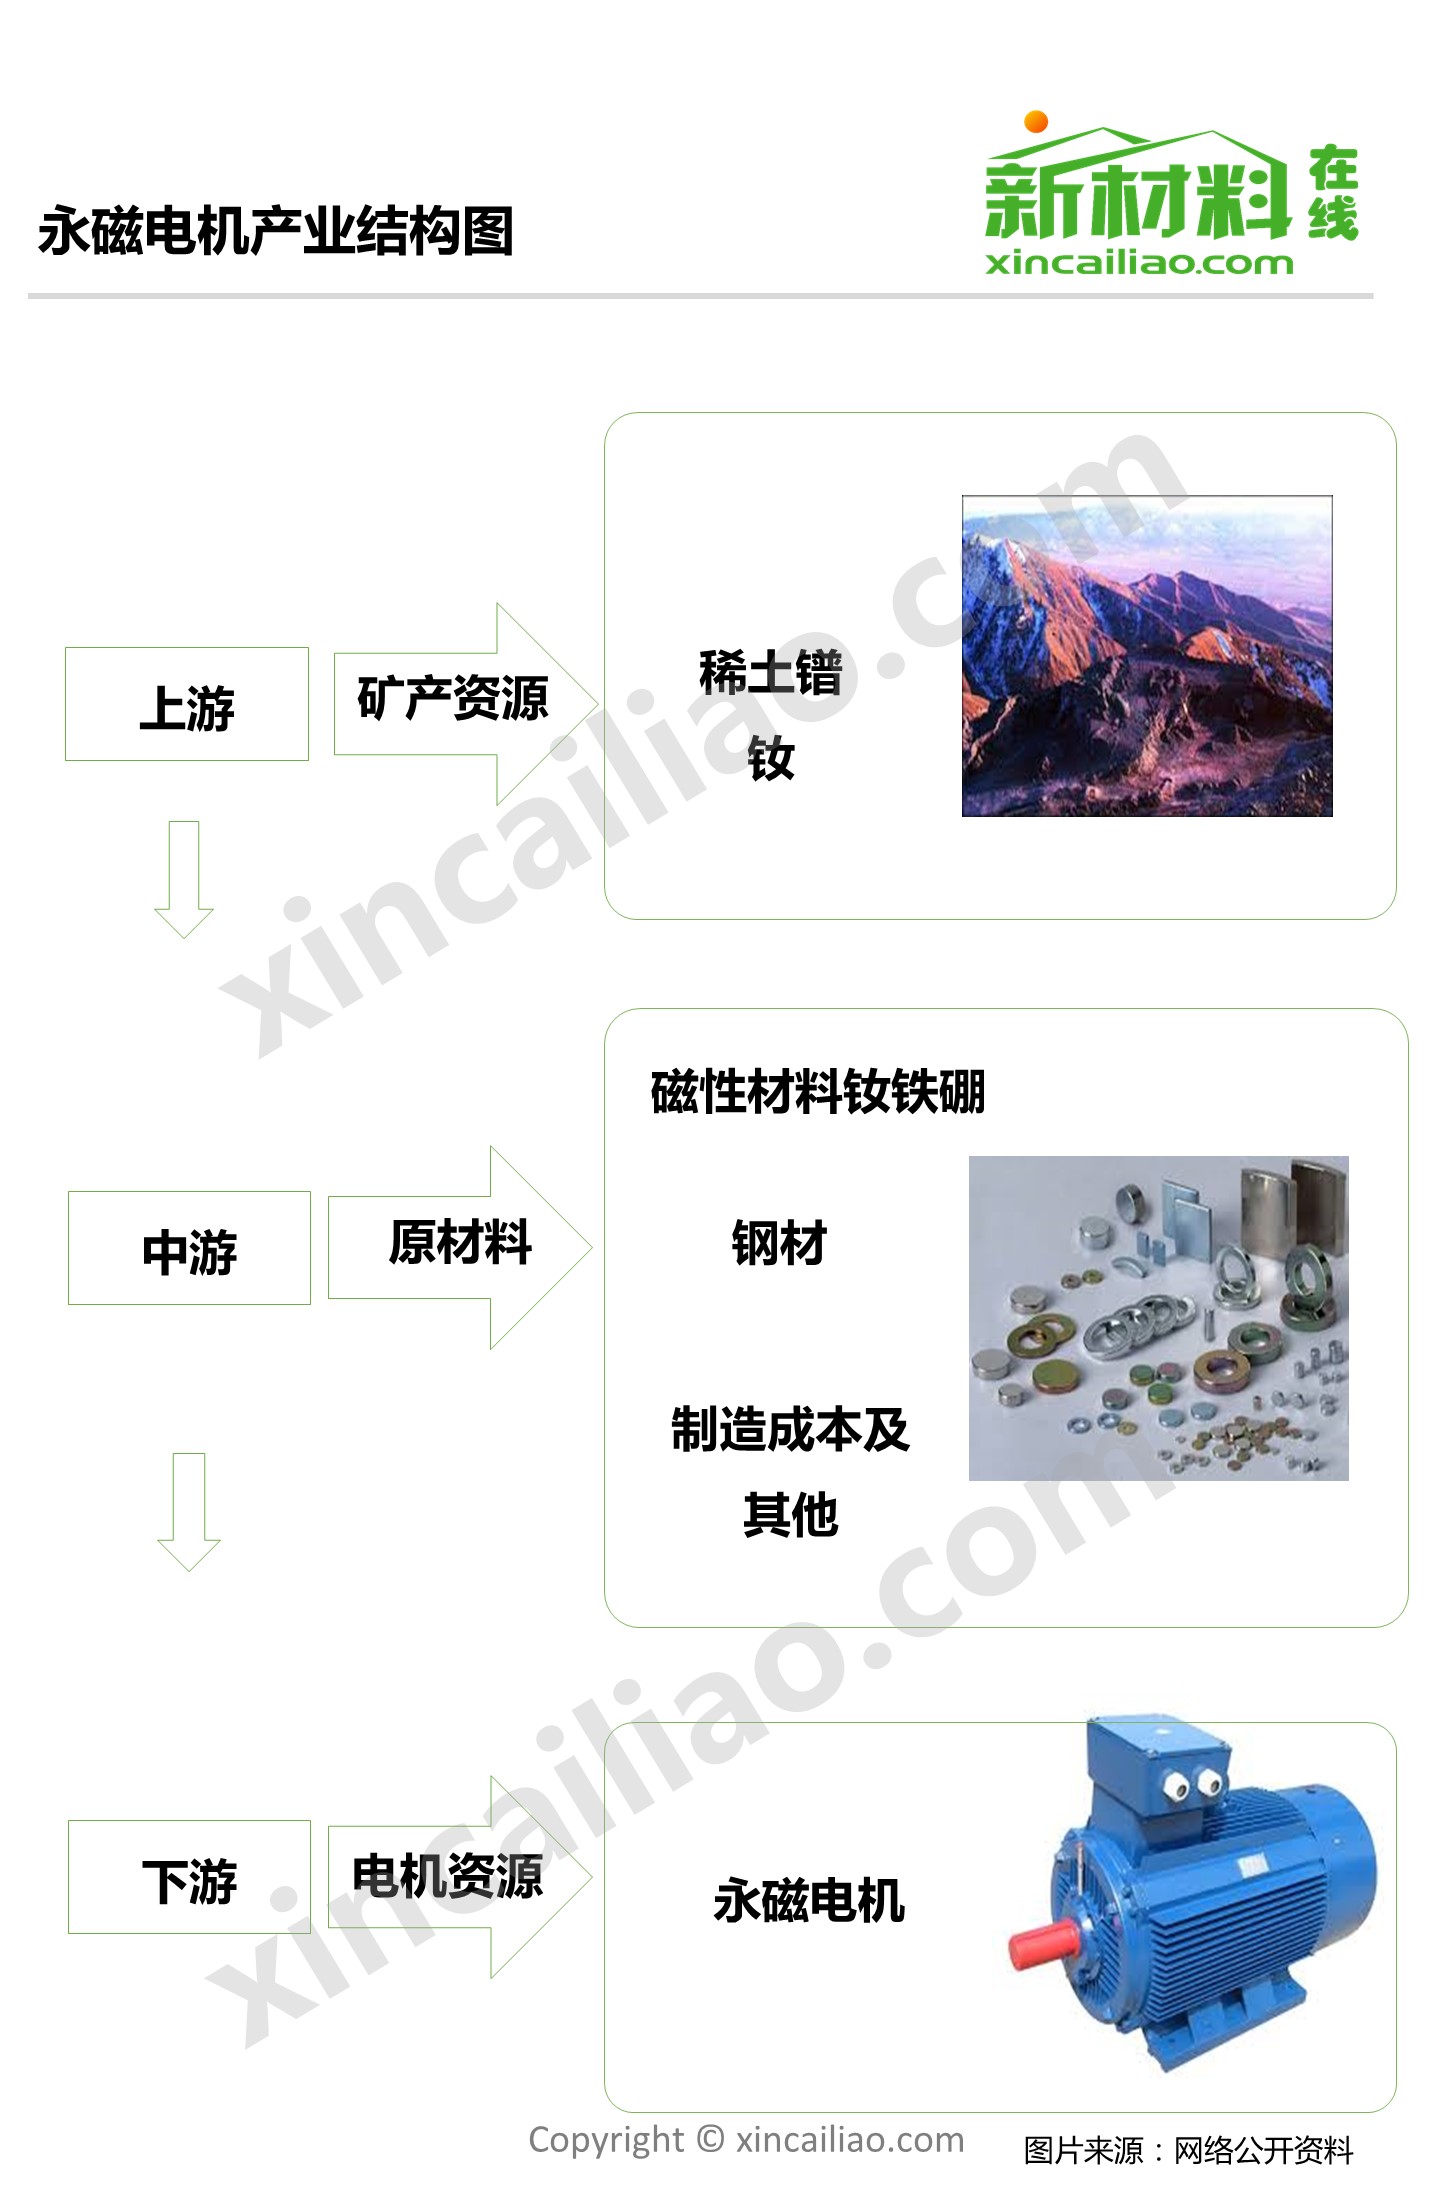 新材料在线
xincailiao.com
永磁电机产业结构图
上游
矿产资源
稀土镨
钕
中游
原材料
磁性材料钕铁硼
钢材
制造成本及
其他
下游
电机资源
永磁电机
xincailiao.com
xincailiao.com
Copyright © xincailiao.com
图片来源：网络公开资料